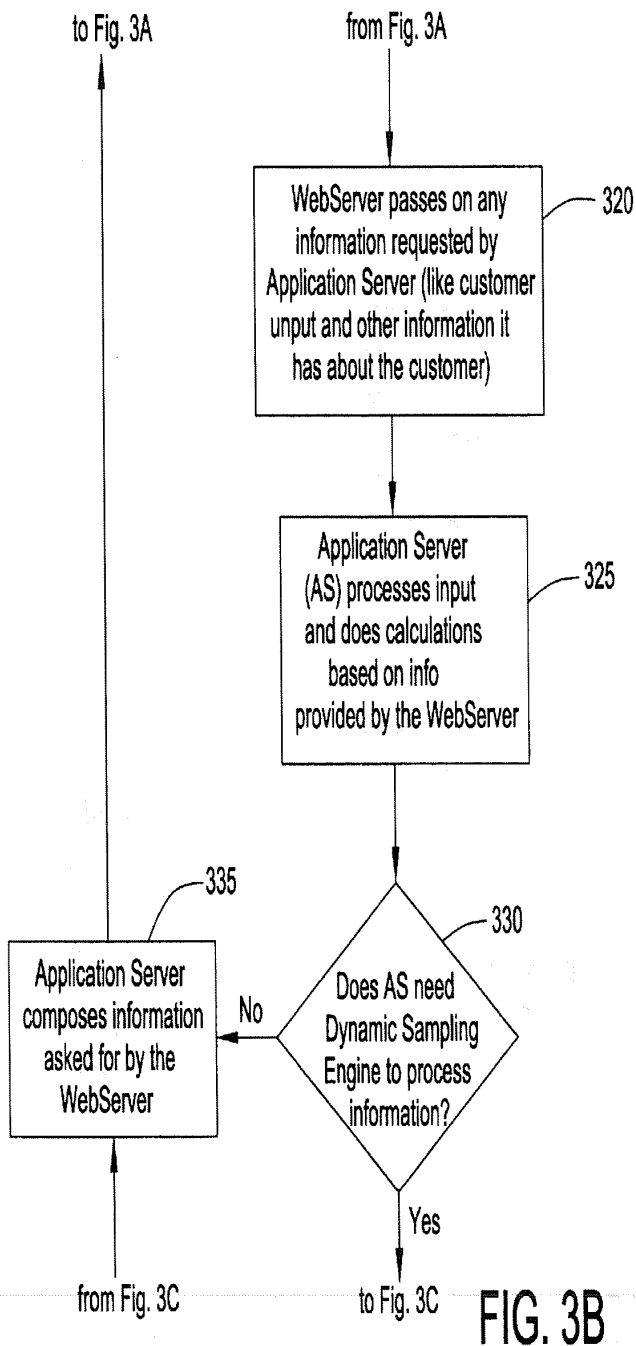 to Fig. 3A
from Fig. 3A
WebServer passes on any
information requested by
Application Server (like customer
unput and other information it
has about the customer)
320
Application Server
(AS) processes input
and does calculations
based on info
provided by the WebServer
325
335
Application Server
composes information
asked for by the
WebServer
No
330
Does AS need
Dynamic Sampling
Engine to process
information?
Yes
from Fig. 3C
to Fig. 3C
FIG. 3B